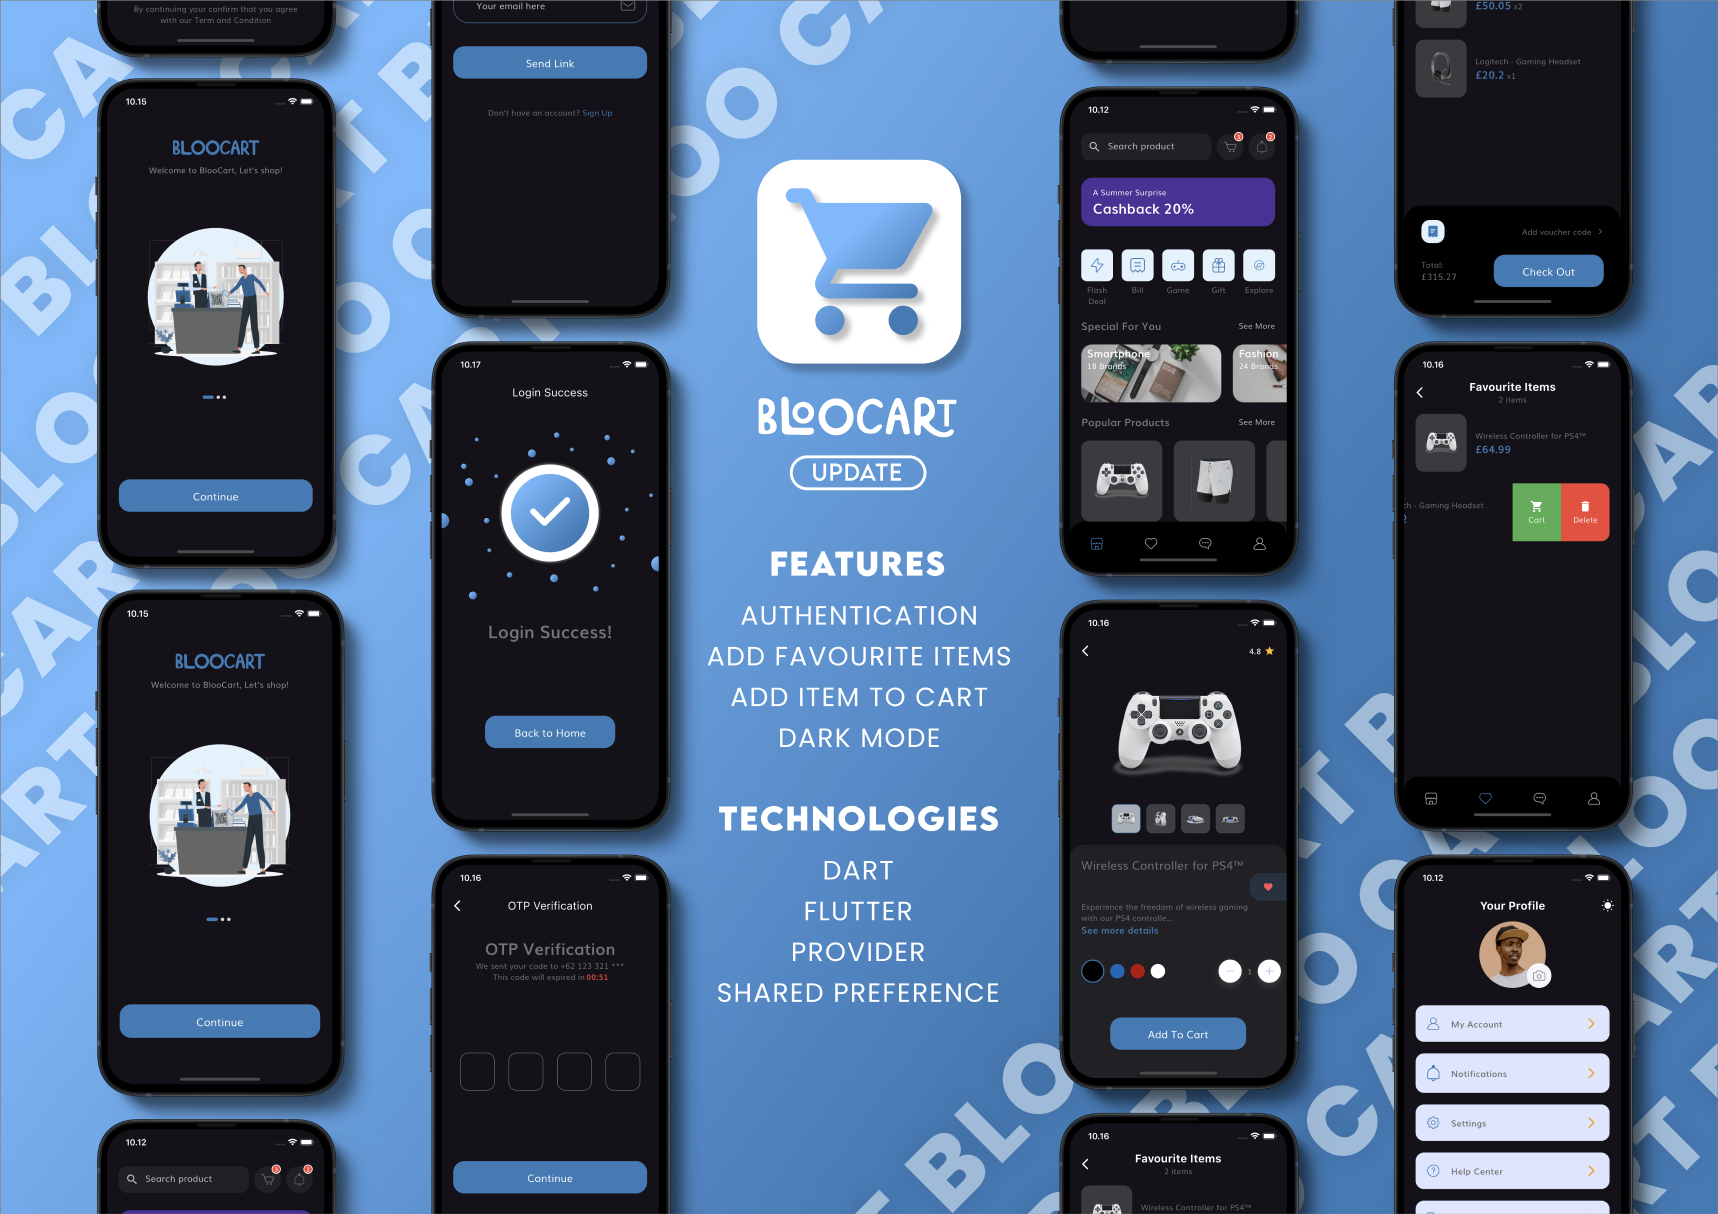 By continuing your confirm that you agree
with our Term and Condition
10.15
BLOOCART
Welcome to BlooCart, Let's shop!
Continue
10.15
BLOOCART
Welcome to BlooCart, Let's shop!
Continue
10.12
Search product
3
2
Your email here
Send Link
Don't have an account? Sign Up
10.17
Login Success
Login Success!
Back to Home
10.16
OTP Verification
OTP Verification
We sent your code to +62 123 321 ***
This code will expired in 00:51
Continue
BLOOCART
UPDATE
FEATURES
AUTHENTICATION
ADD FAVOURITE ITEMS
ADD ITEM TO CART
DARK MODE
TECHNOLOGIES
DART
FLUTTER
PROVIDER
SHARED PREFERENCE
10.12
Search product
3
2
A Summer Surprise
Cashback 20%
Flash
Deal
Bill
Game
Gift
Explore
Special For You
See More
Smartphone
18 Brands
Fashion
24 Brands
Popular Products
See More
10.16
4.8
Wireless Controller for PS4™
Experience the freedom of wireless gaming
with our PS4 controlle...
See more details
1
Add To Cart
10.16
Favourite Items
2 items
Wireless Controller for PS4™
£50.05 x2
Logitech - Gaming Headset
£20.2 x1
Add voucher code
Total:
£315.27
Check Out
10.16
Favourite Items
2 items
Wireless Controller for PS4™
£64.99
ch - Gaming Headset
2
Cart
Delete
10.12
Your Profile
My Account
Notifications
Settings
Help Center